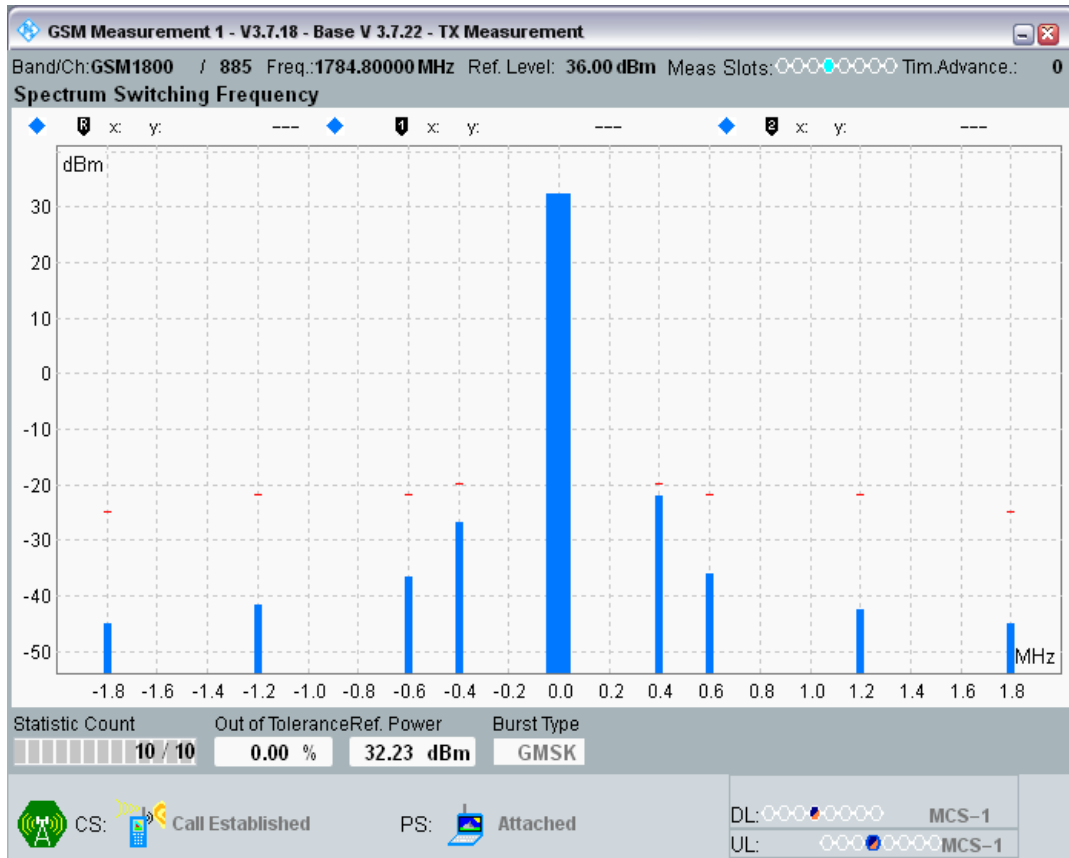 GSM Measurement 1 - V3.7.18 - Base V 3.7.22 - TX Measurement
Band/Ch:GSM1800 / 885 Freq.:1784.80000 MHz Ref. Level: 36.00 dBm Meas Slots: Tim.Advance.: 0
Spectrum Switching Frequency
R x: y: --- 1 x: y: --- 2 x: y: ---
dBm
30
20
10
0
-10
-20
-30
-40
-50
MHz
-1.8 -1.6 -1.4 -1.2 -1.0 -0.8 -0.6 -0.4 -0.2 0.0 0.2 0.4 0.6 0.8 1.0 1.2 1.4 1.6 1.8
Statistic Count Out of Tolerance Ref. Power Burst Type
10 / 10 0.00 % 32.23 dBm GMSK
CS: Call Established PS: Attached DL: MCS-1
UL: MCS-1